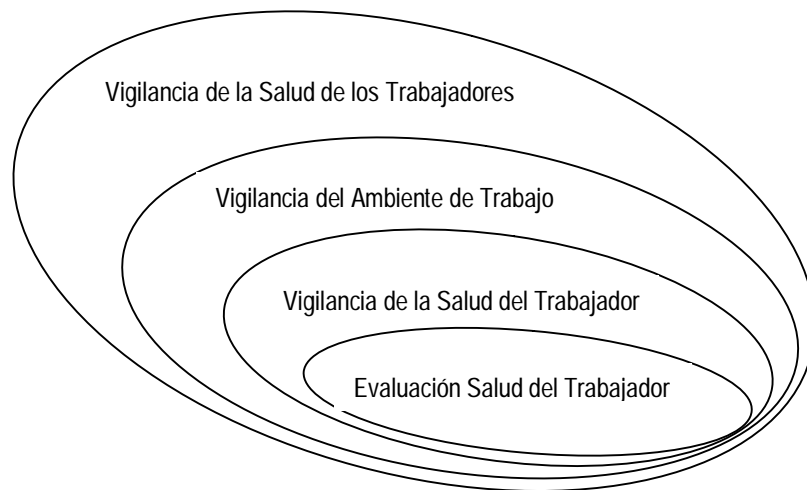 Vigilancia de la Salud de los Trabajadores
Vigilancia del Ambiente de Trabajo
Vigilancia de la Salud del Trabajador
Evaluación Salud del Trabajador